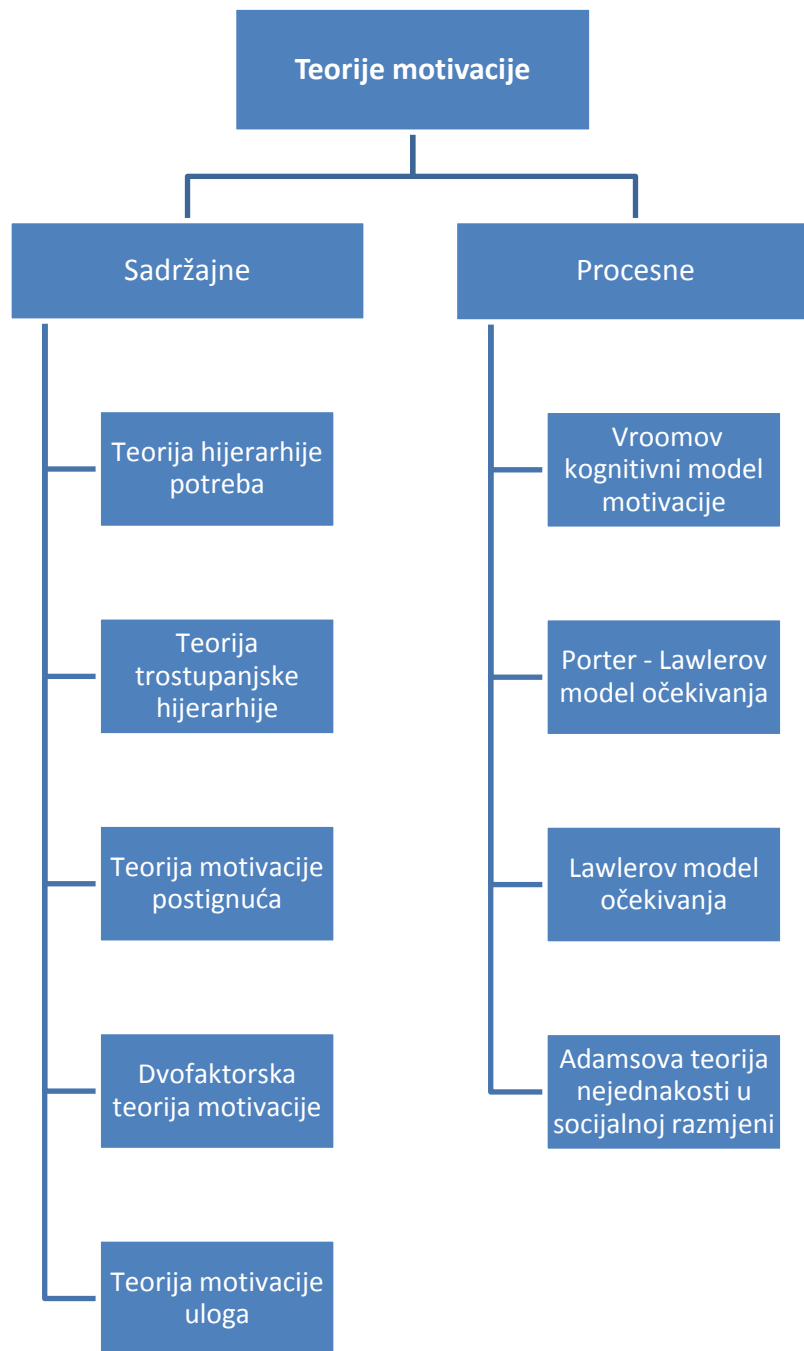 Teorije motivacije
Sadržajne
Teorija hijerarhije
potreba
Teorija
trostupanjske
hijerarhije
Teorija motivacije
postignuća
Dvofaktorska
teorija motivacije
Teorija motivacije
uloga
Procesne
Vroomov
kognitivni model
motivacije
Porter - Lawlerov
model očekivanja
Lawlerov model
očekivanja
Adamsova teorija
nejednakosti u
socijalnoj razmjeni